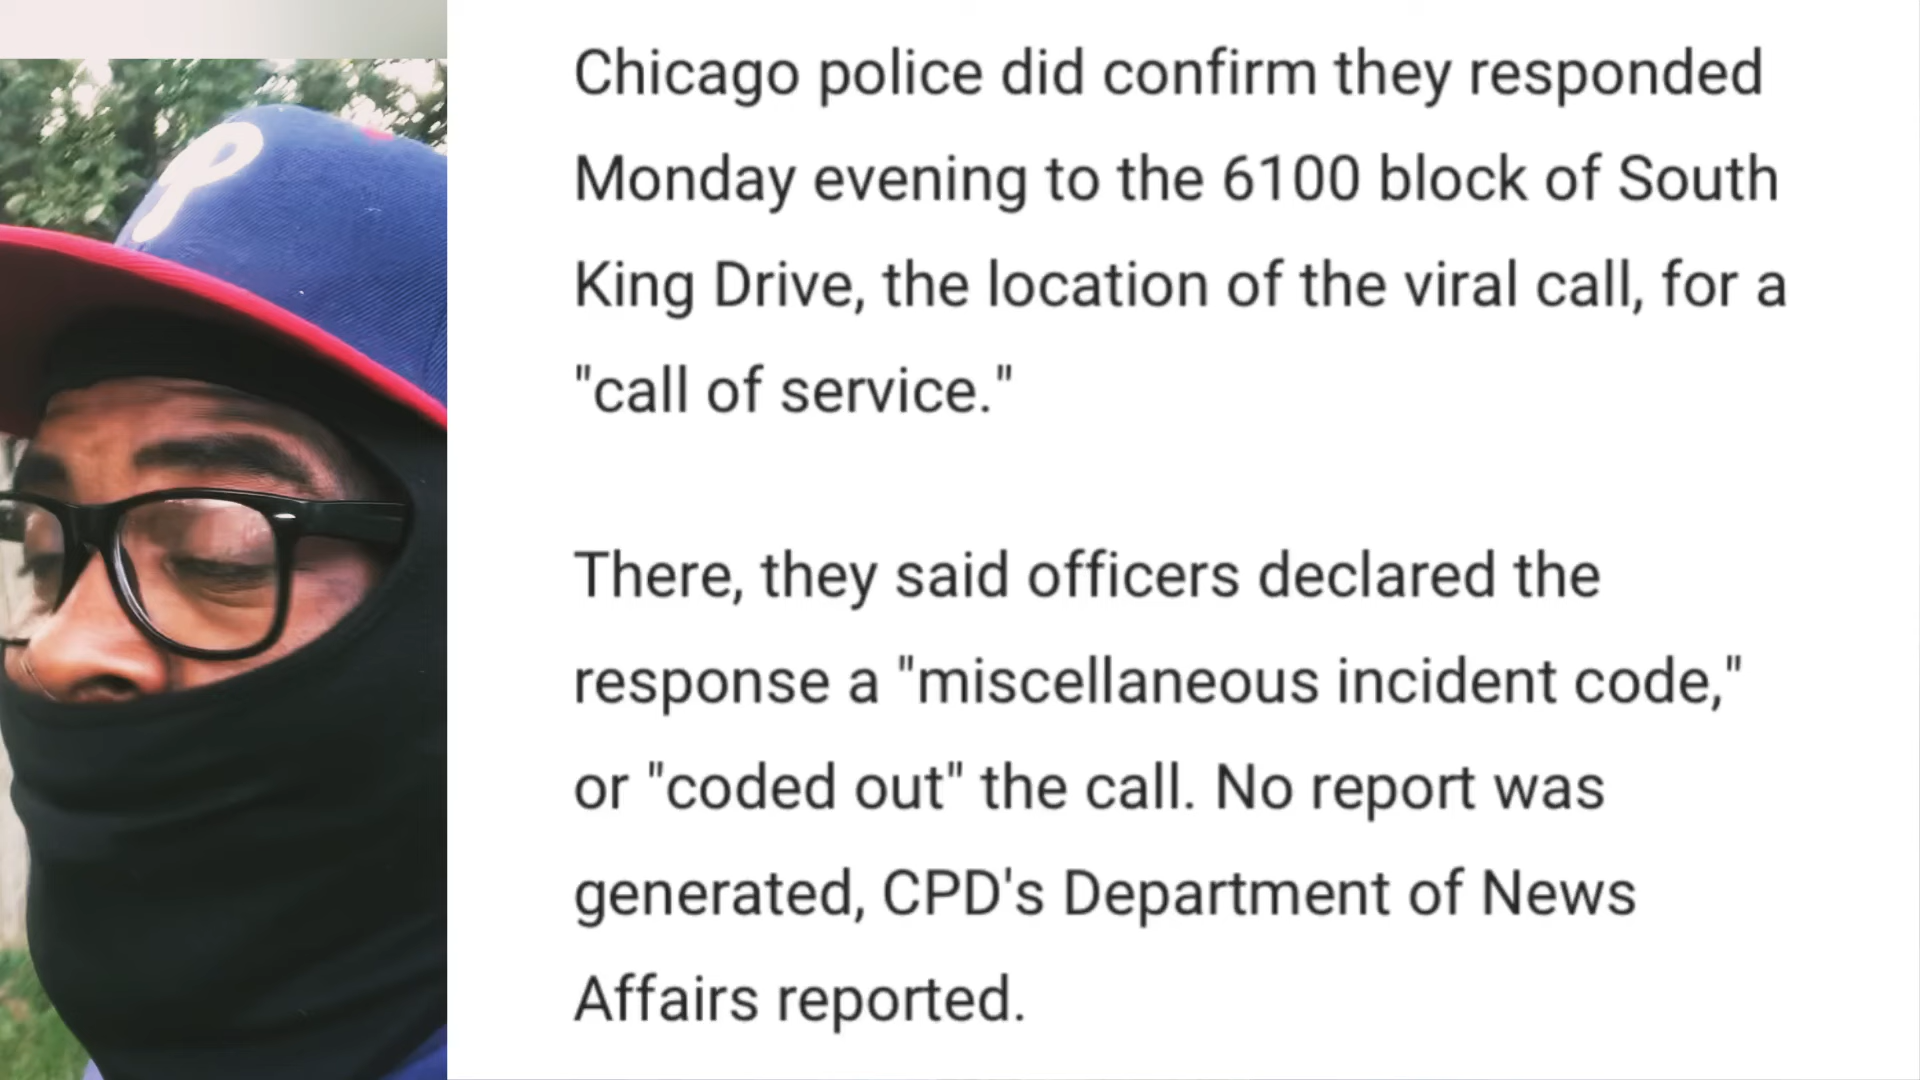 P
Chicago police did confirm they responded
Monday evening to the 6100 block of South
King Drive, the location of the viral call, for a
"call of service."
There, they said officers declared the
response a "miscellaneous incident code,"
or "coded out" the call. No report was
generated, CPD's Department of News
Affairs reported.